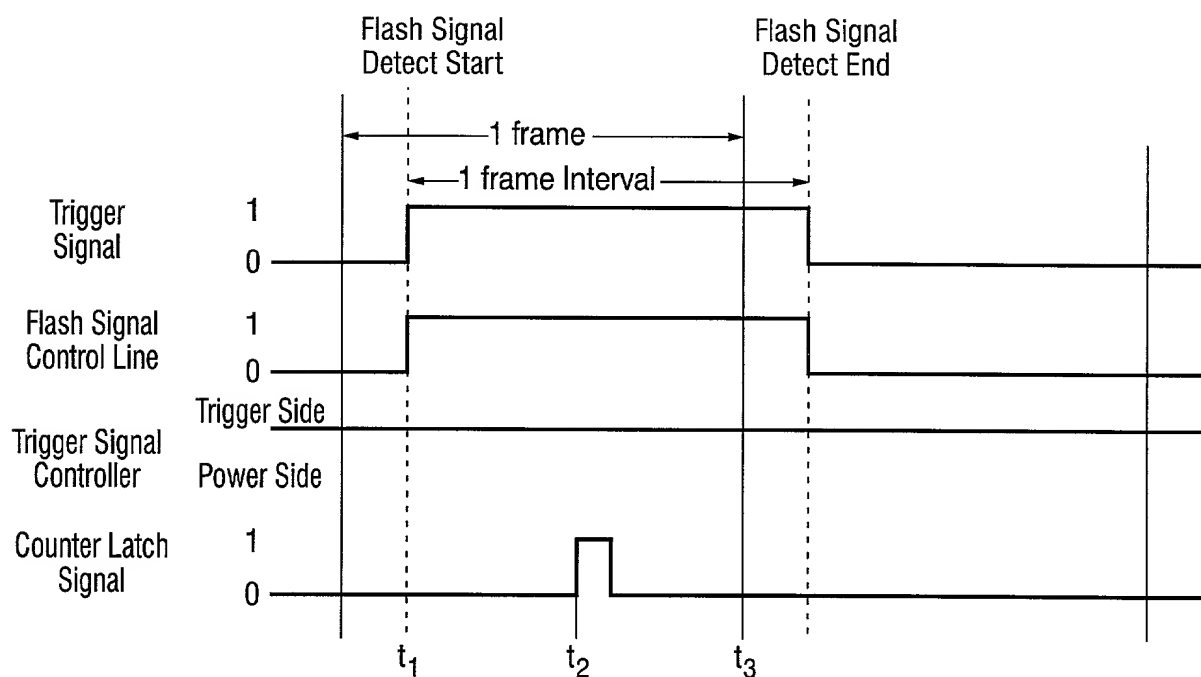 Flash Signal
Detect Start
Flash Signal
Detect End
1 frame
1 frame Interval
Trigger
Signal
1
0
Flash Signal
Control Line
1
0
Trigger Side
Trigger Signal
Controller
Power Side
Counter Latch
Signal
1
0
t1
t2
t3